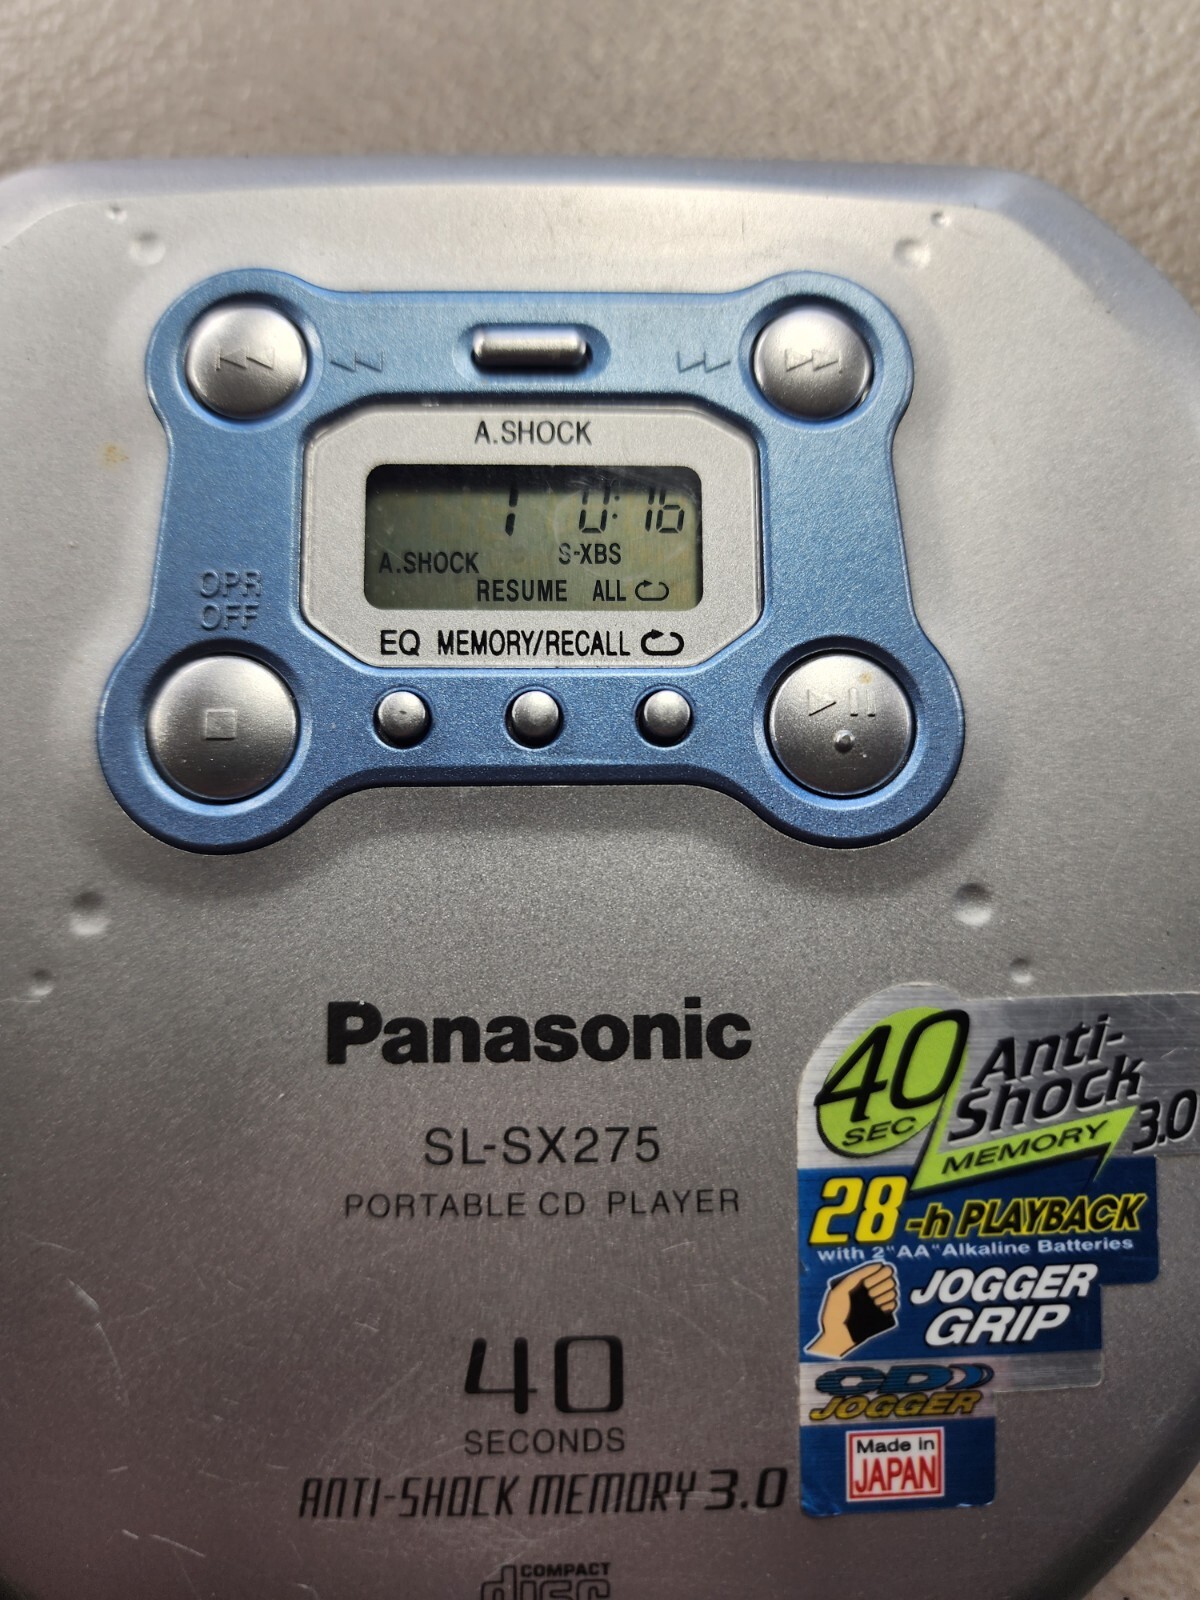 A.SHOCK
1 0:16
A.SHOCK S-XBS
RESUME ALL
OPR
OFF
EQ MEMORY/RECALL
Panasonic
SL-SX275
PORTABLE CD PLAYER
40
SECONDS
ANTI-SHOCK MEMORY 3.0
COMPACT
disc
40
SEC
Anti-
Shock
MEMORY 3.0
28-h PLAYBACK
with 2"AA"Alkaline Batteries
JOGGER
GRIP
CD
JOGGER
Made in
JAPAN